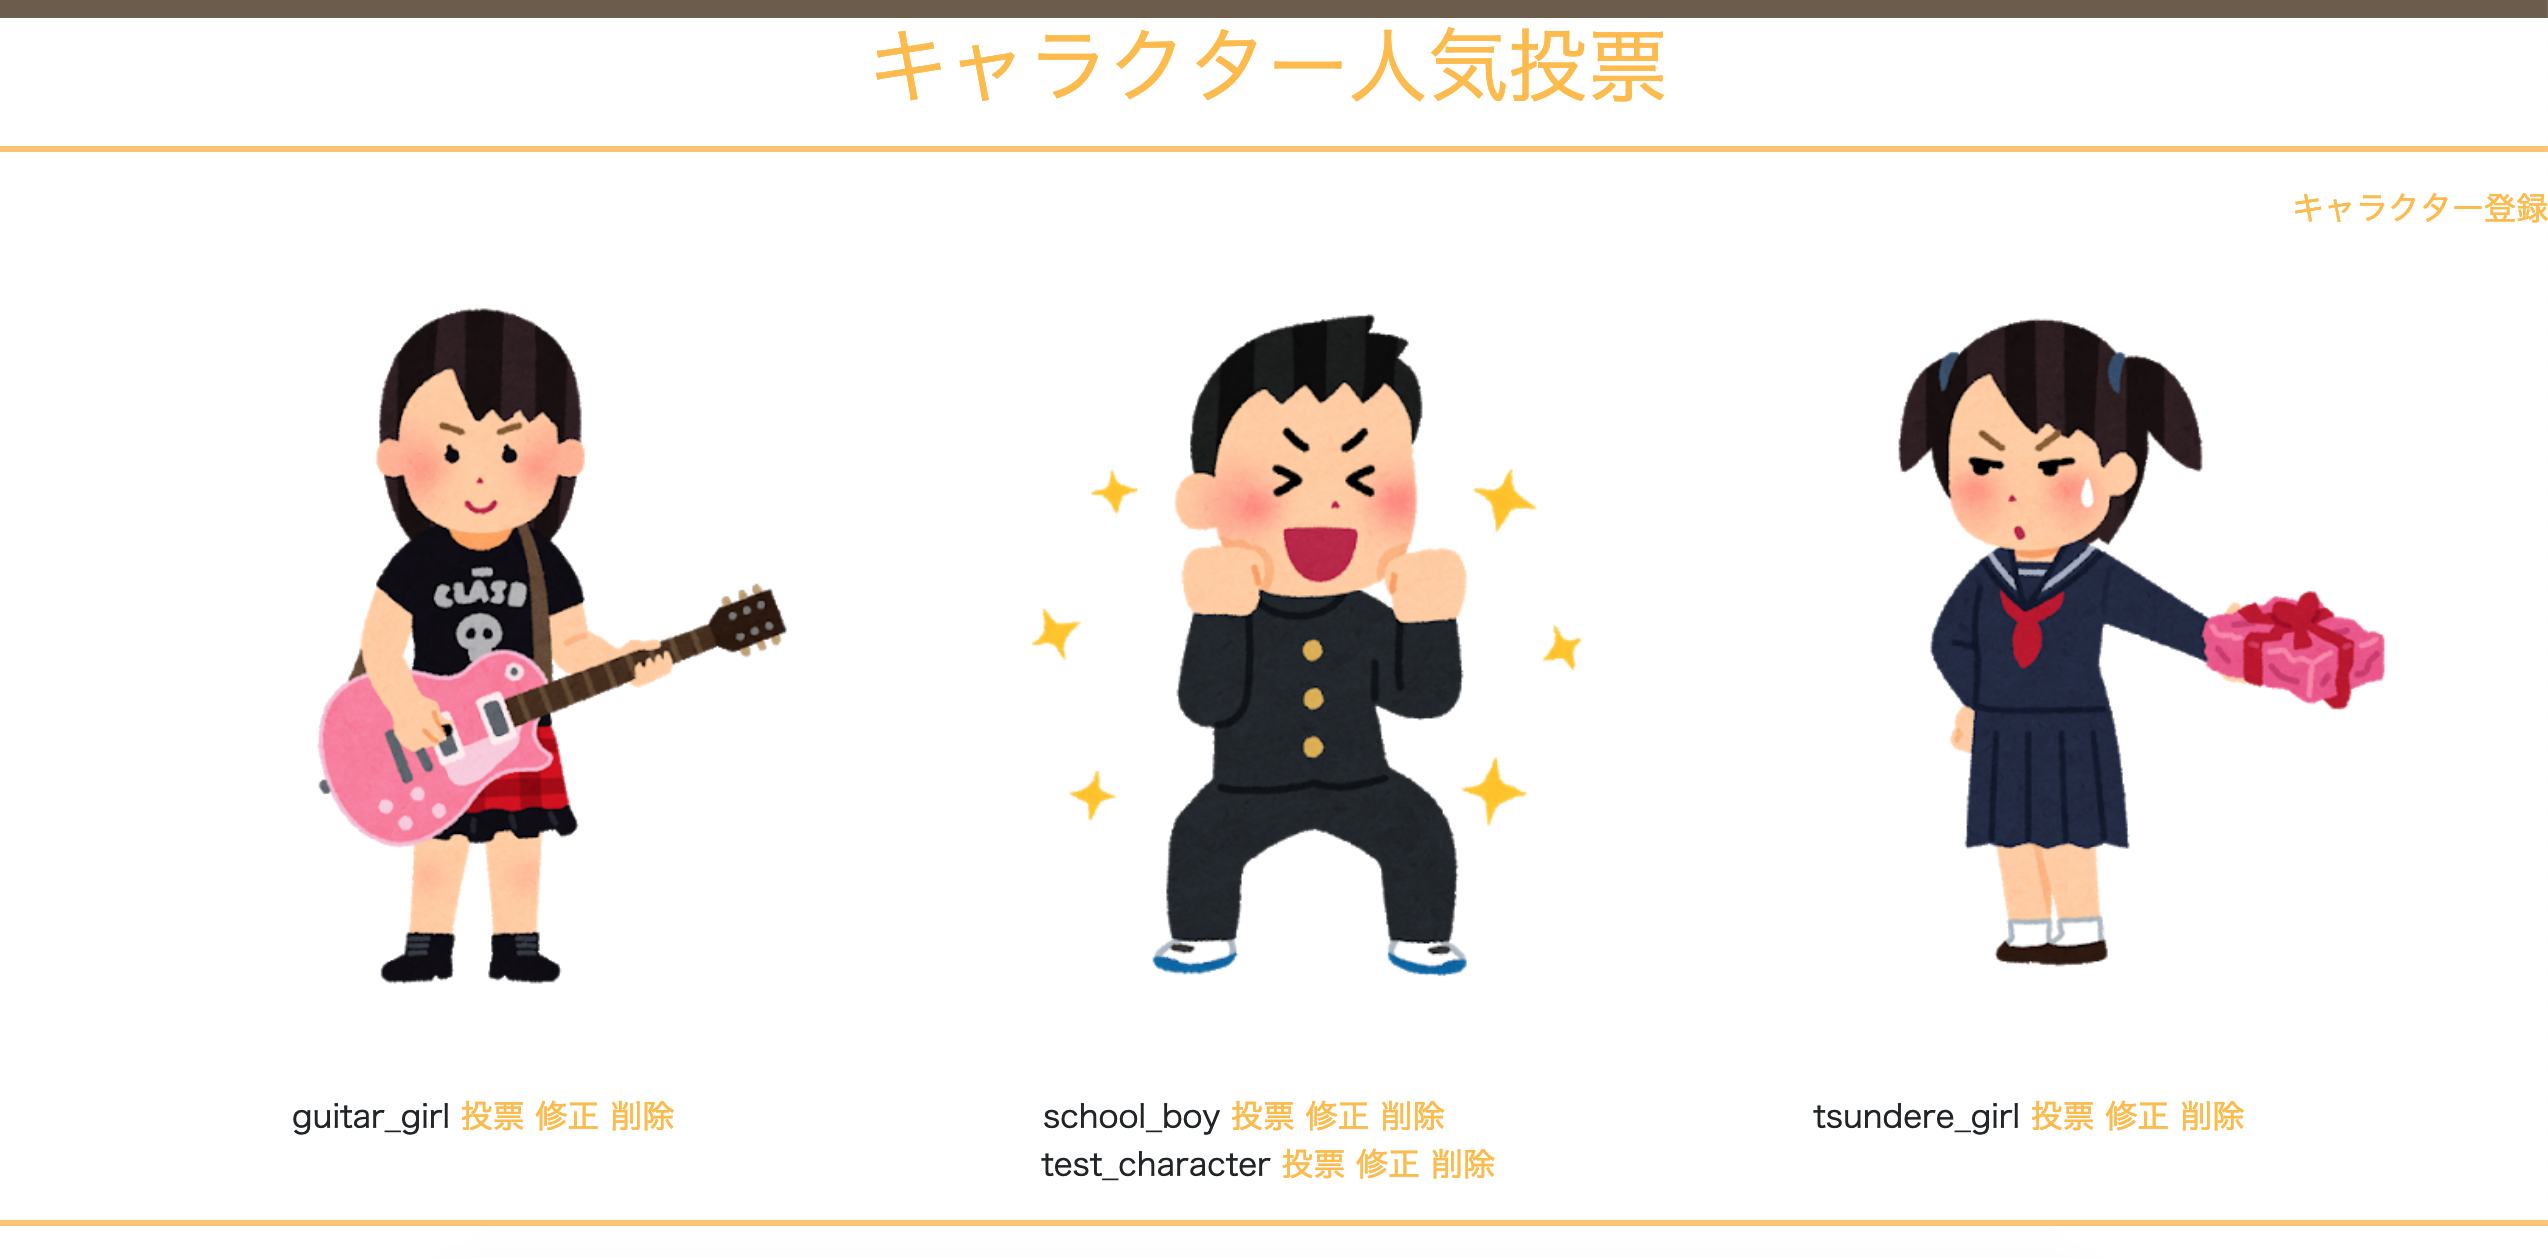 キャラクター人気投票
キャラクター登録
CLASD
guitar_girl 投票 修正 削除
school_boy 投票 修正 削除
tsundere_girl 投票 修正 削除
test_character 投票 修正 削除